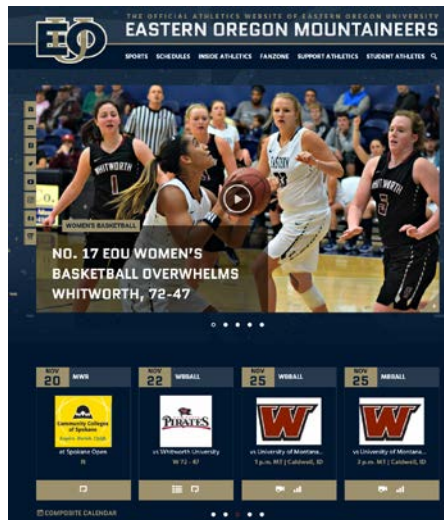 EOU
THE OFFICIAL ATHLETICS WEBSITE OF EASTERN OREGON UNIVERSITY
EASTERN OREGON MOUNTAINEERS
SPORTS SCHEDULES INSIDE ATHLETICS FANZONE SUPPORT ATHLETICS STUDENT ATHLETES
WHITWORTH
1
EASTERN
33
WHITWORTH
3
WOMEN'S BASKETBALL
NO. 17 EOU WOMEN'S
BASKETBALL OVERWHELMS
WHITWORTH, 72-47
NOV
20
MWR
Community Colleges
of Spokane
at Spokane Open
NOV
22
WBBALL
PIRATES
vs Whitworth University
W 72 - 47
NOV
25
WBBALL
W
vs University of Montana...
1 p.m. MT | Caldwell, ID
NOV
25
MBBALL
W
vs University of Montana...
3 p.m. MT | Caldwell, ID
COMPOSITE CALENDAR